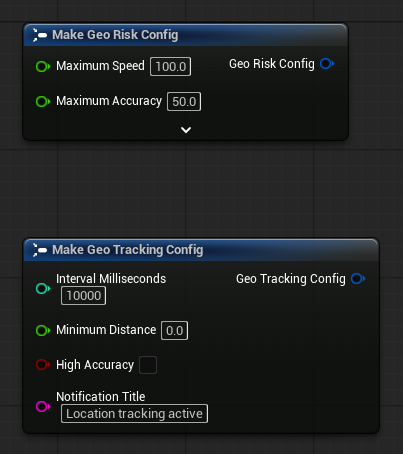 Make Geo Risk Config
Maximum Speed 100.0 Geo Risk Config
Maximum Accuracy 50.0
Make Geo Tracking Config
Interval Milliseconds Geo Tracking Config
10000
Minimum Distance 0.0
High Accuracy
Notification Title
Location tracking active